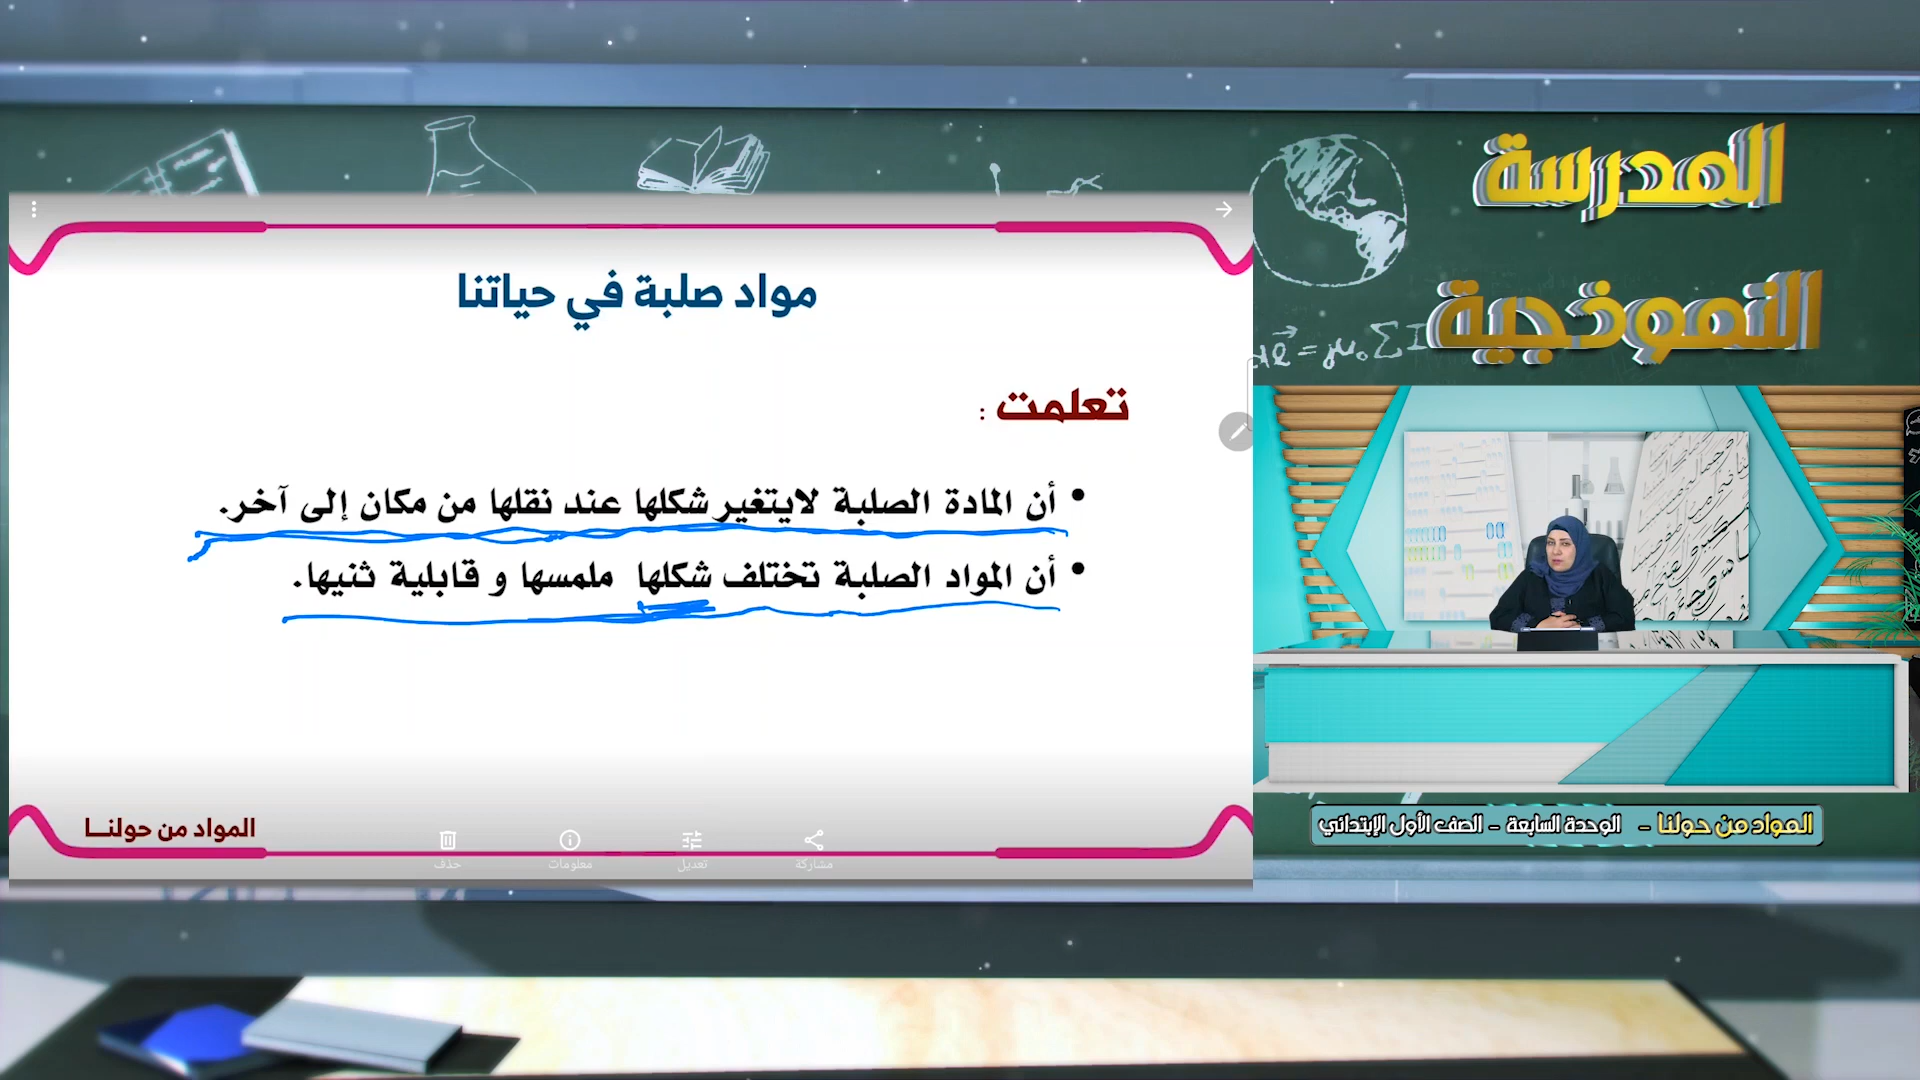 المدرسة
النموذجية
مواد صلبة في حياتنا
تعلمت :
• أن المادة الصلبة لايتغير شكلها عند نقلها من مكان إلى آخر.
• أن المواد الصلبة تختلف شكلها ملمسها و قابلية ثنيها.
المواد من حولنــا
حذف
معلومات
تعديل
مشاركة
المواد من حولنا - الوحدة السابعة - الصف الأول الإبتدائي